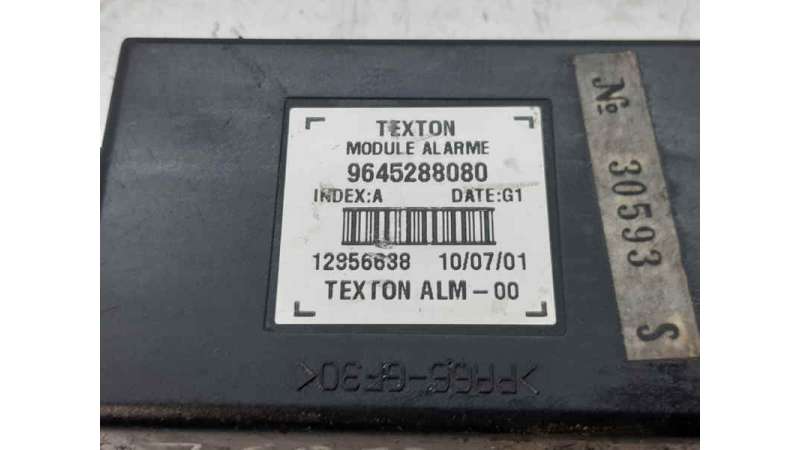 TEXTON
MODULE ALARME
9645288080
INDEX:A DATE:G1
12956638 10/07/01
TEXTON ALM-00
>PA66-GF30<
№ 30593 S